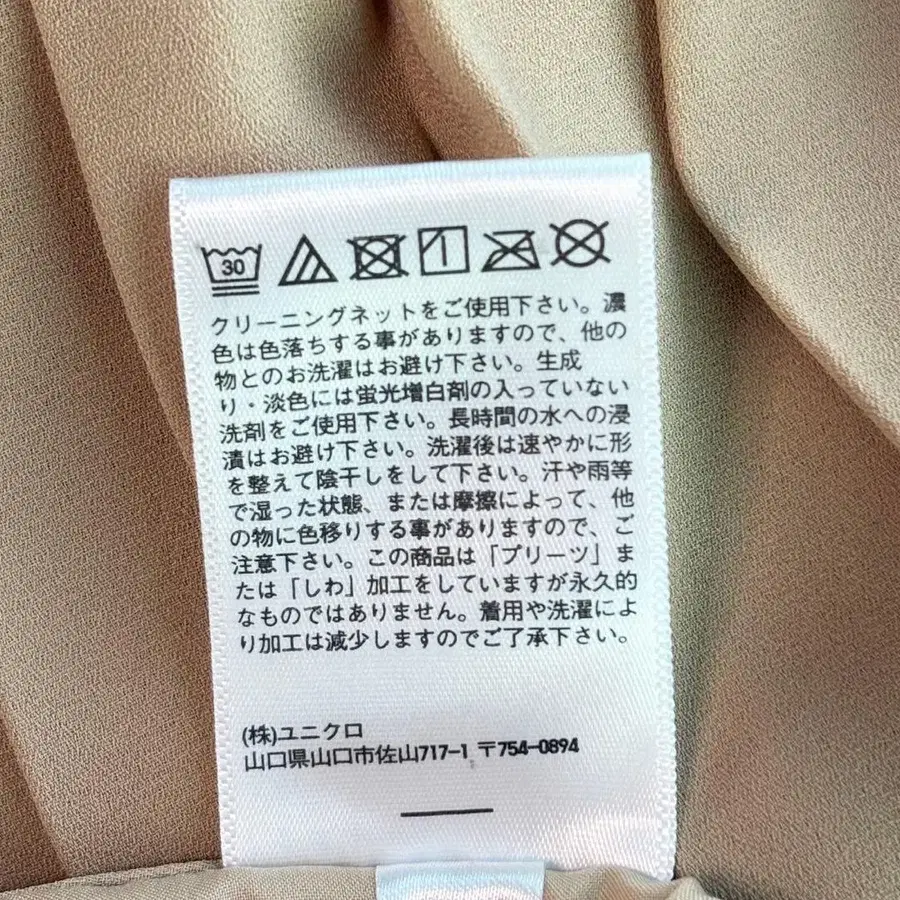 30
クリーニングネットをご使用下さい。濃
色は色落ちする事がありますので、他の
物とのお洗濯はお避け下さい。生成
り・淡色には蛍光増白剤の入っていない
洗剤をご使用下さい。長時間の水への浸
漬はお避け下さい。洗濯後は速やかに形
を整えて陰干しをして下さい。汗や雨等
で湿った状態、または摩擦によって、他
の物に色移りする事がありますので、ご
注意下さい。この商品は「プリーツ」ま
たは「しわ」加工をしていますが永久的
なものではありません。着用や洗濯によ
り加工は減少しますのでご了承下さい。
(株)ユニクロ
山口県山口市佐山717-1 〒754-0894